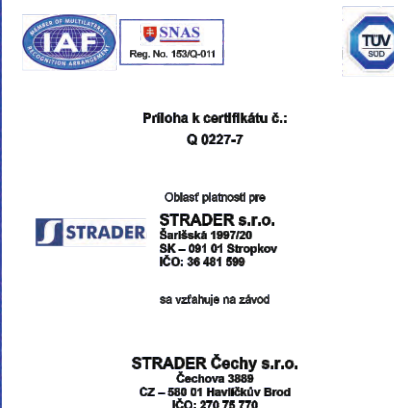 MEMBER OF MULTILATERAL
IAF
RECOGNITION ARRANGEMENT
SNAS
Reg. No. 153/Q-011
TÜV
SÜD
Príloha k certifikátu č.:
Q 0227-7
Oblasť platnosti pre
STRADER
STRADER s.r.o.
Šarišská 1997/20
SK – 091 01 Stropkov
IČO: 36 481 599
sa vzťahuje na závod
STRADER Čechy s.r.o.
Čechova 3889
CZ – 580 01 Havlíčkův Brod
IČO: 270 75 770